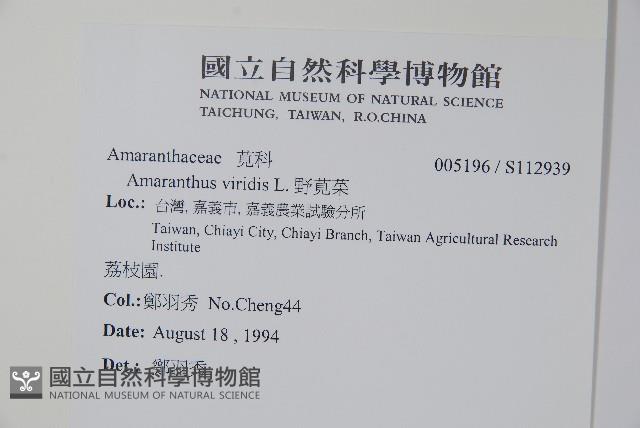 國立自然科學博物館
NATIONAL MUSEUM OF NATURAL SCIENCE
TAICHUNG, TAIWAN, R.O.CHINA
Amaranthaceae 莧科 005196 / S112939
Amaranthus viridis L. 野莧菜
Loc.: 台灣, 嘉義市, 嘉義農業試驗分所
Taiwan, Chiayi City, Chiayi Branch, Taiwan Agricultural Research
Institute
荔枝園.
Col.: 鄭羽秀 No.Cheng44
Date: August 18 , 1994
Det.: 鄭羽秀
國立自然科學博物館
NATIONAL MUSEUM OF NATURAL SCIENCE